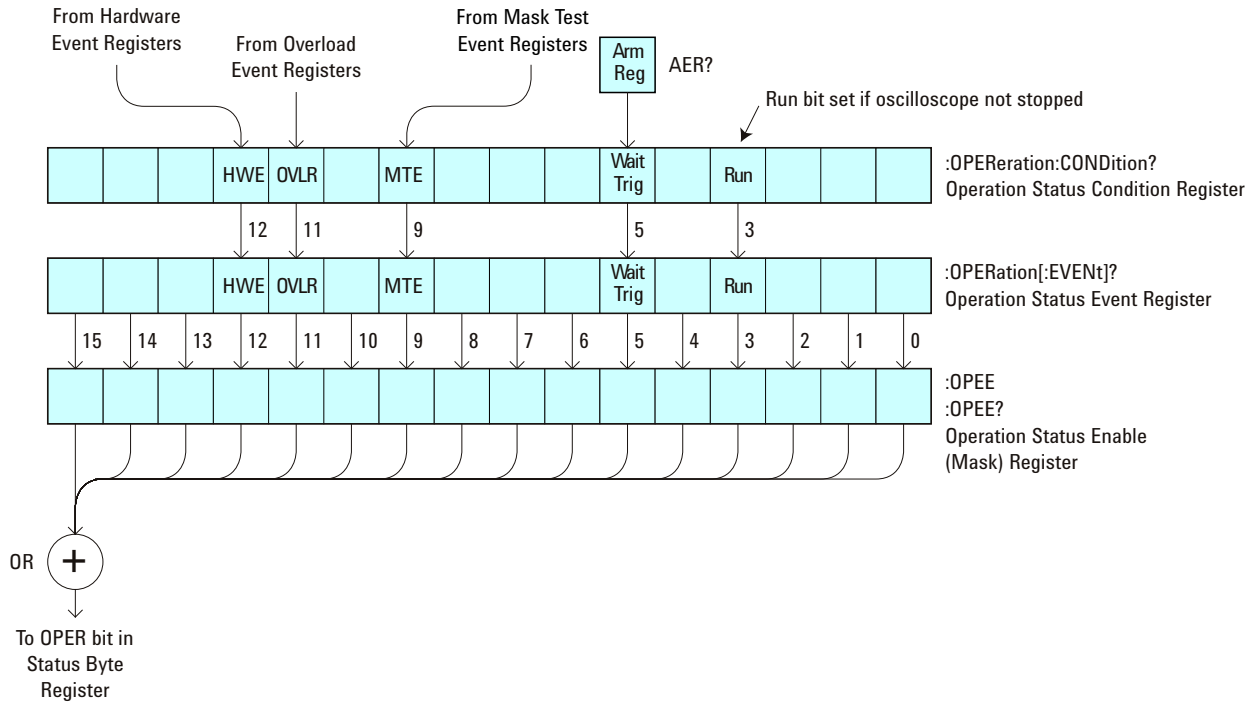 From Hardware
Event Registers
From Overload
Event Registers
From Mask Test
Event Registers
Arm
Reg
AER?
Run bit set if oscilloscope not stopped
HWE OVLR MTE Wait Trig Run
:OPEReration:CONDition?
Operation Status Condition Register
12 11 9 5 3
HWE OVLR MTE Wait Trig Run
:OPERation[:EVENt]?
Operation Status Event Register
15 14 13 12 11 10 9 8 7 6 5 4 3 2 1 0
:OPEE
:OPEE?
Operation Status Enable
(Mask) Register
OR +
To OPER bit in
Status Byte
Register